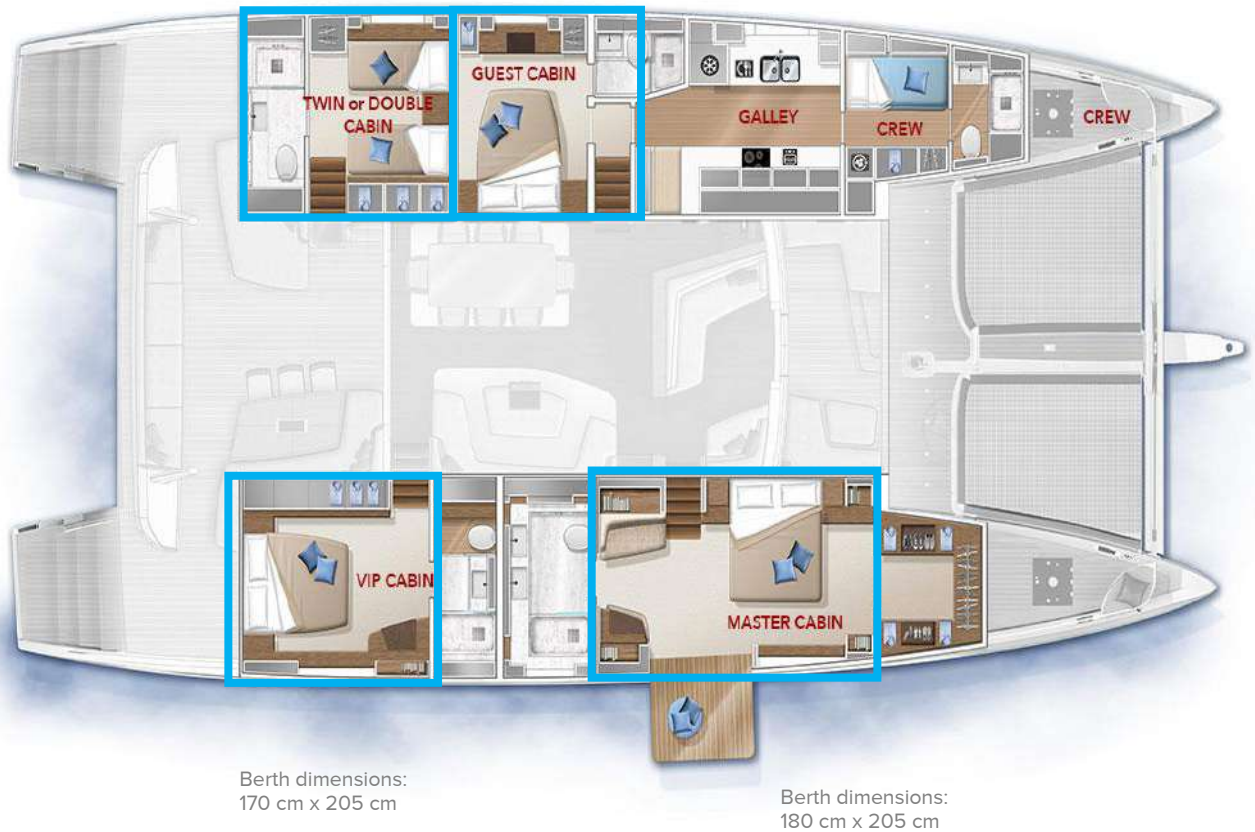 GUEST CABIN
TWIN or DOUBLE
CABIN
GALLEY
CREW
CREW
VIP CABIN
MASTER CABIN
Berth dimensions:
170 cm x 205 cm
Berth dimensions:
180 cm x 205 cm